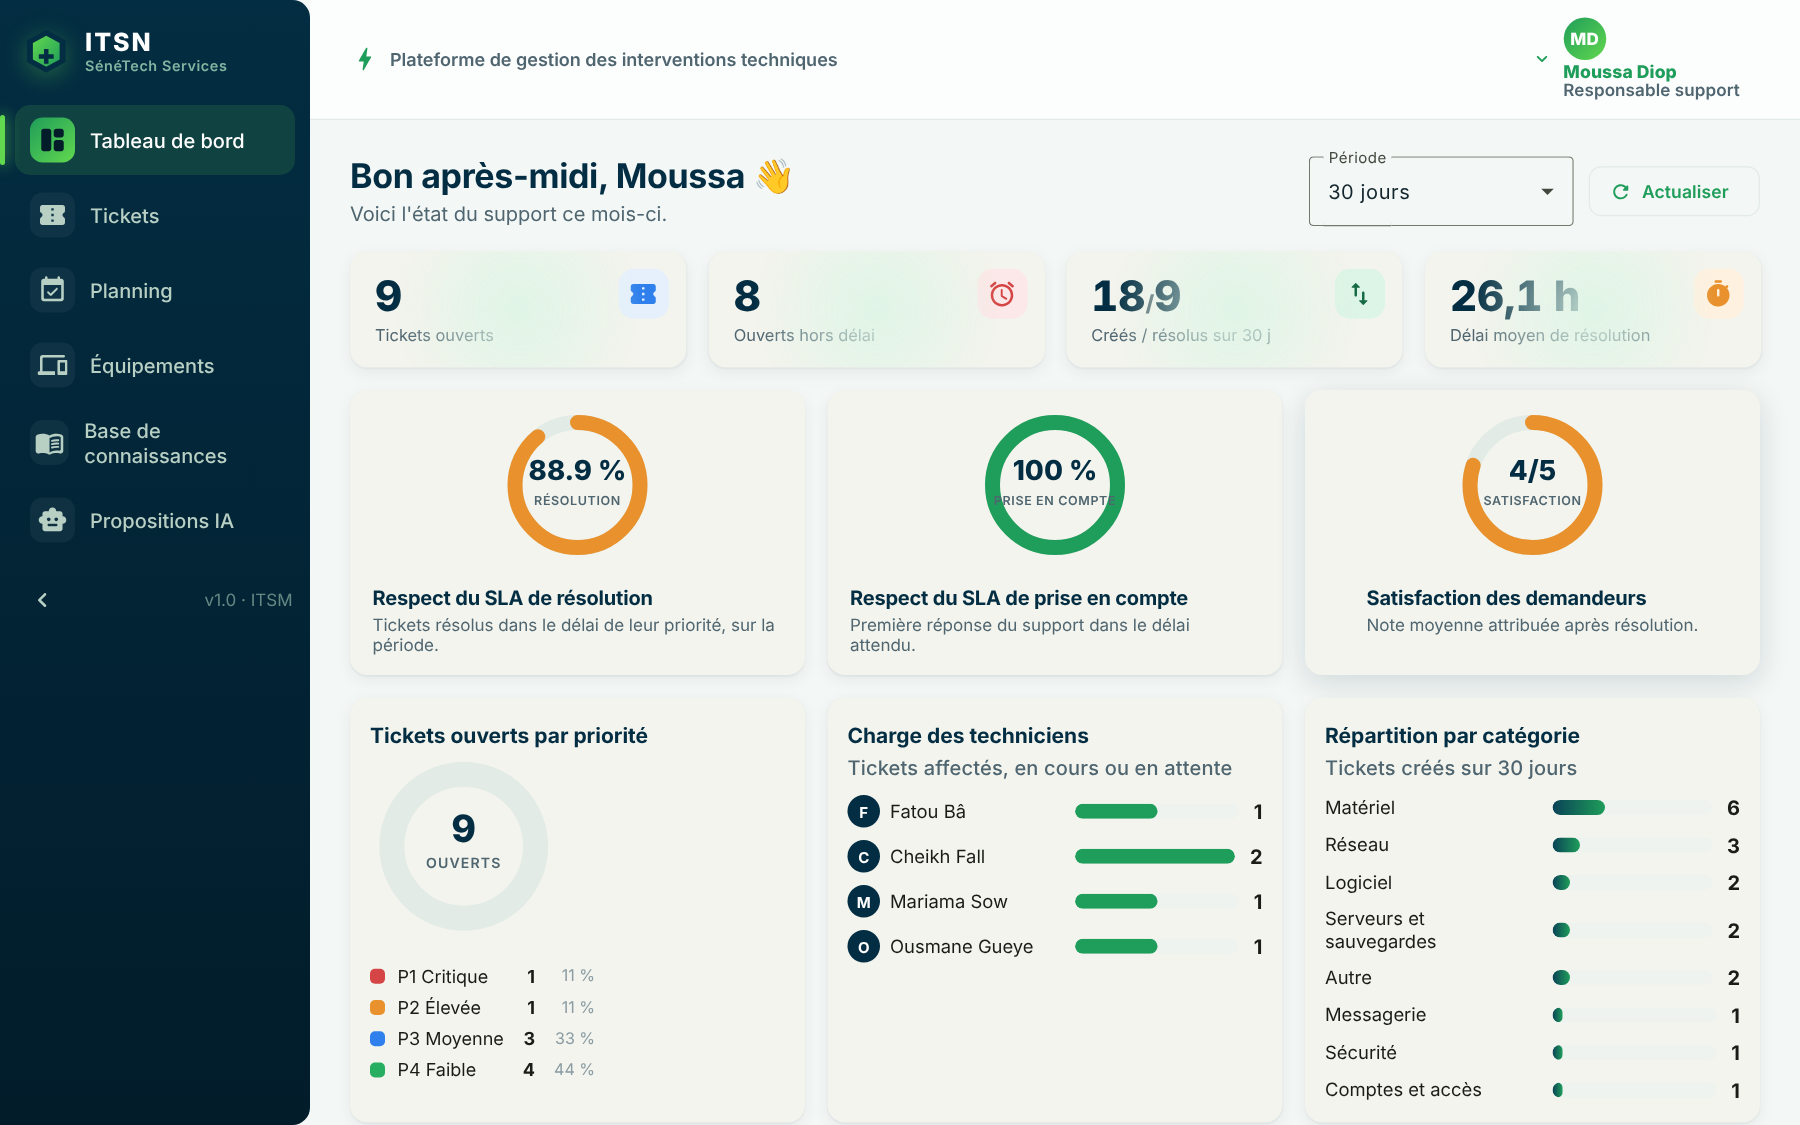 ITSN
SénéTech Services
Tableau de bord
Tickets
Planning
Équipements
Base de
connaissances
Propositions IA
v1.0 · ITSM
Plateforme de gestion des interventions techniques
MD
Moussa Diop
Responsable support
Bon après-midi, Moussa 👋
Voici l'état du support ce mois-ci.
Période
30 jours
Actualiser
9
Tickets ouverts
8
Ouverts hors délai
18/9
Créés / résolus sur 30 j
26,1 h
Délai moyen de résolution
88.9 %
RÉSOLUTION
Respect du SLA de résolution
Tickets résolus dans le délai de leur priorité, sur la
période.
100 %
PRISE EN COMPTE
Respect du SLA de prise en compte
Première réponse du support dans le délai
attendu.
4/5
SATISFACTION
Satisfaction des demandeurs
Note moyenne attribuée après résolution.
Tickets ouverts par priorité
9
OUVERTS
P1 Critique 1 11 %
P2 Élevée 1 11 %
P3 Moyenne 3 33 %
P4 Faible 4 44 %
Charge des techniciens
Tickets affectés, en cours ou en attente
F Fatou Bâ 1
C Cheikh Fall 2
M Mariama Sow 1
O Ousmane Gueye 1
Répartition par catégorie
Tickets créés sur 30 jours
Matériel 6
Réseau 3
Logiciel 2
Serveurs et
sauvegardes 2
Autre 2
Messagerie 1
Sécurité 1
Comptes et accès 1